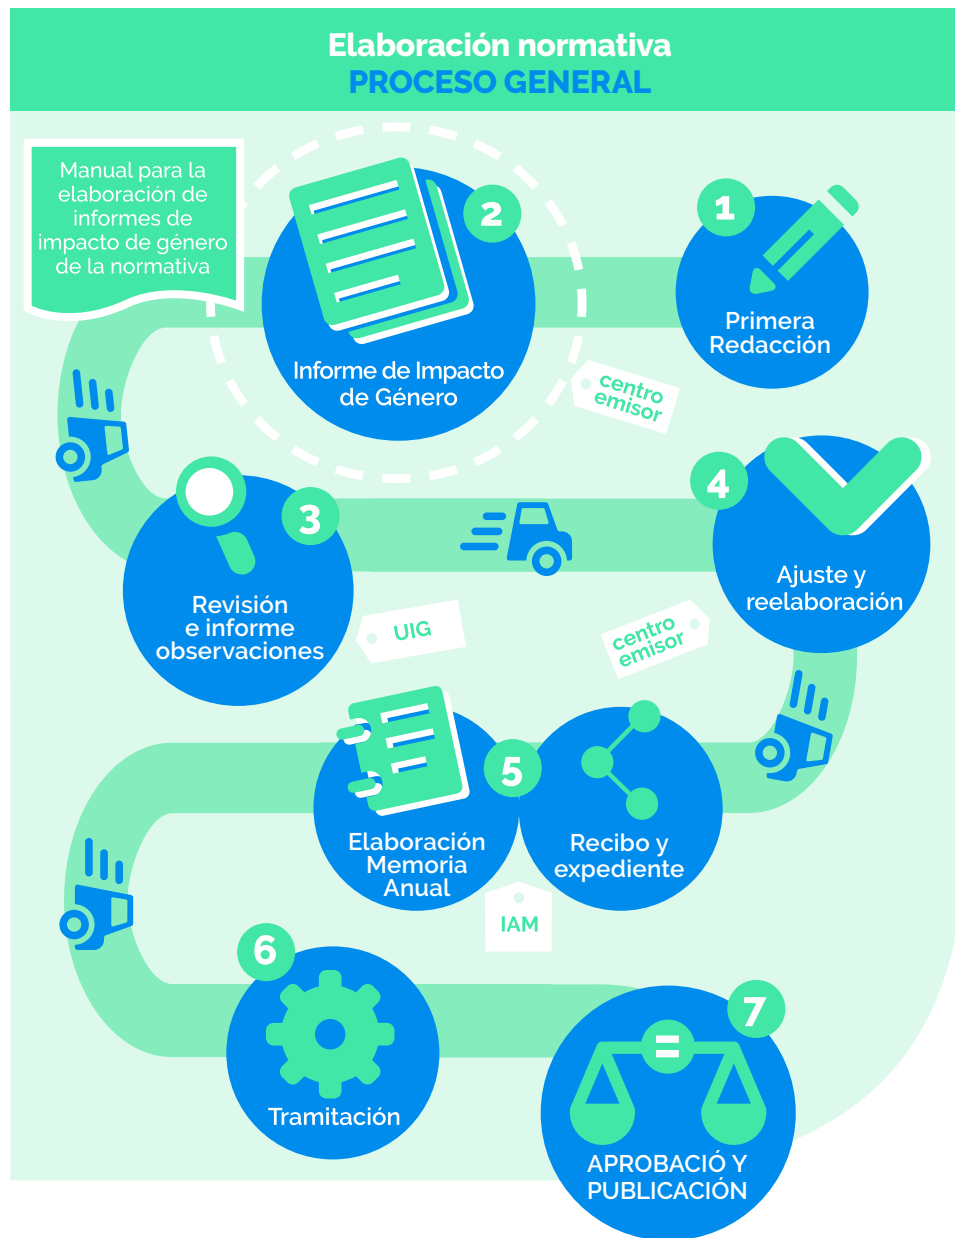 Elaboración normativa
PROCESO GENERAL
Manual para la
elaboración de
informes de
impacto de género
de la normativa
2
Informe de Impacto
de Género
1
Primera
Redacción
centro
emisor
3
Revisión
e informe
observaciones
4
Ajuste y
reelaboración
UIG
centro
emisor
5
Elaboración
Memoria
Anual
Recibo y
expediente
IAM
6
Tramitación
7
=
APROBACIÓ Y
PUBLICACIÓN